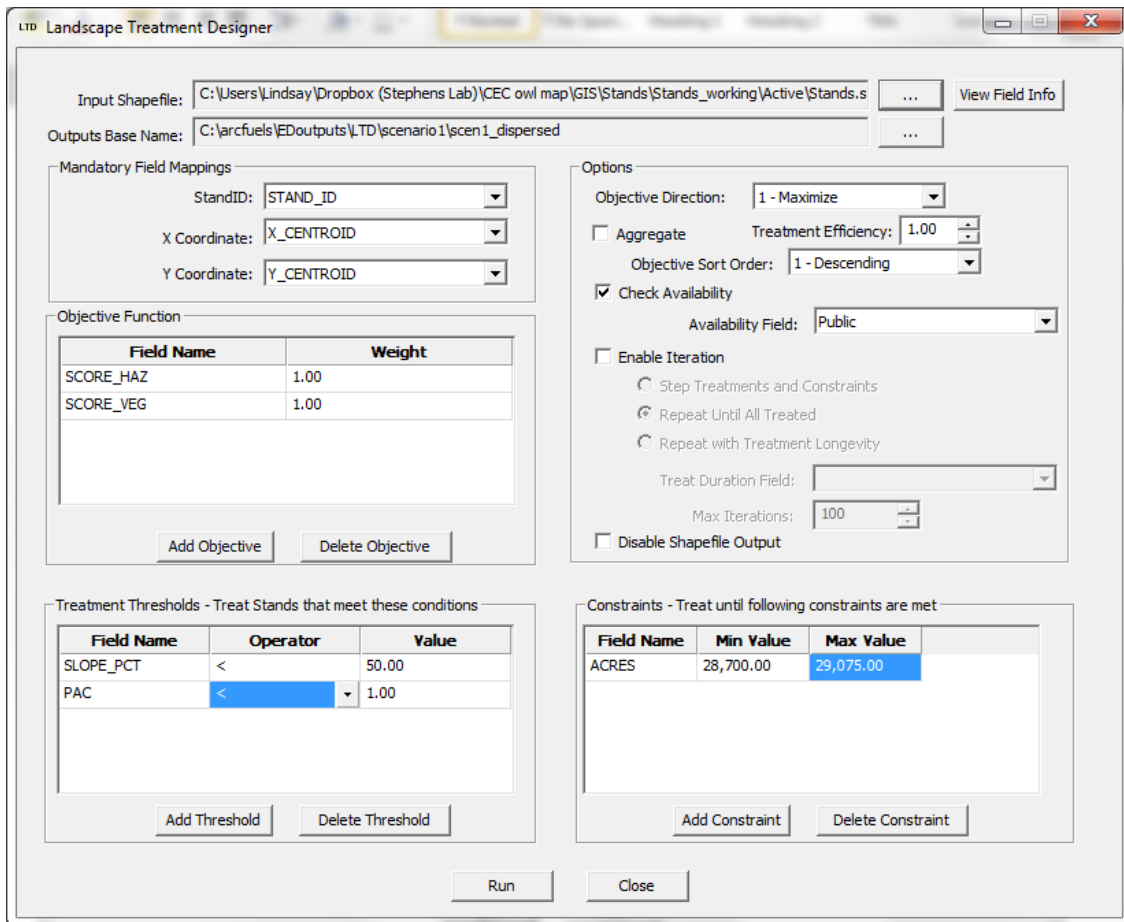 LTD Landscape Treatment Designer
Input Shapefile: C:\Users\Lindsay\Dropbox (Stephens Lab)\CEC owl map\GIS\Stands\Stands_working\Active\Stands.s ... View Field Info
Outputs Base Name: C:\arcfuels\EDoutputs\LTD\scenario1\scen1_dispersed ...
Mandatory Field Mappings
StandID: STAND_ID
X Coordinate: X_CENTROID
Y Coordinate: Y_CENTROID
Objective Function
Field Name Weight
SCORE_HAZ 1.00
SCORE_VEG 1.00
Add Objective Delete Objective
Options
Objective Direction: 1 - Maximize
Aggregate Treatment Efficiency: 1.00
Objective Sort Order: 1 - Descending
Check Availability
Availability Field: Public
Enable Iteration
Step Treatments and Constraints
Repeat Until All Treated
Repeat with Treatment Longevity
Treat Duration Field:
Max Iterations: 100
Disable Shapefile Output
Treatment Thresholds - Treat Stands that meet these conditions
Field Name Operator Value
SLOPE_PCT < 50.00
PAC < 1.00
Add Threshold Delete Threshold
Constraints - Treat until following constraints are met
Field Name Min Value Max Value
ACRES 28,700.00 29,075.00
Add Constraint Delete Constraint
Run Close